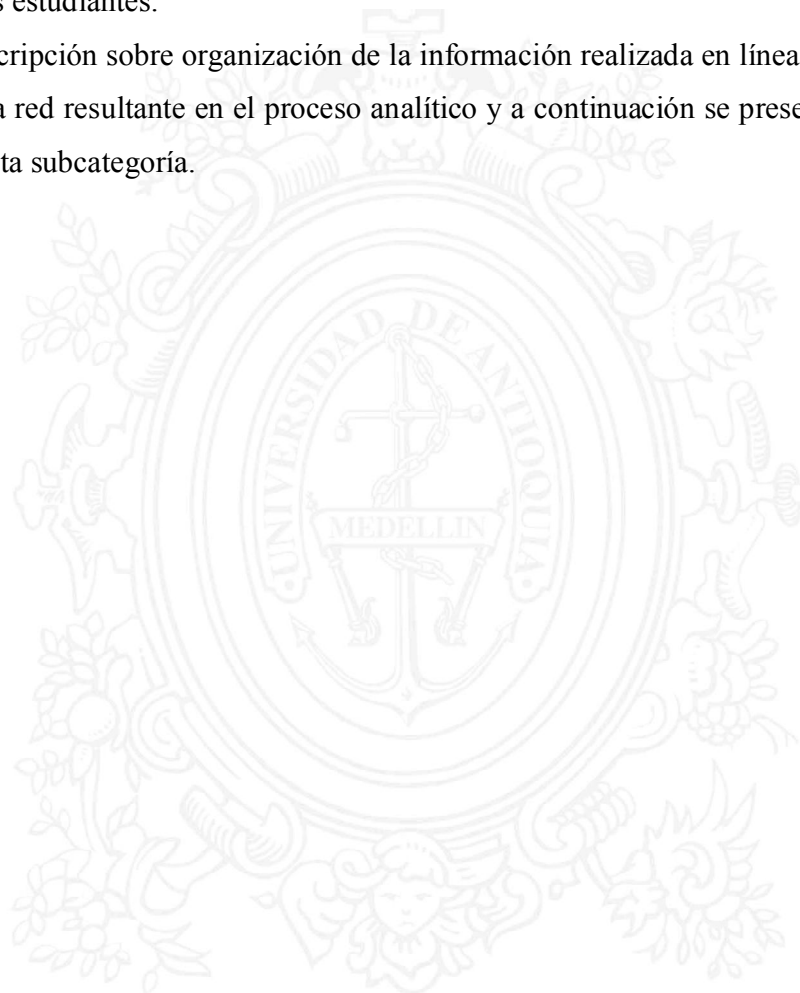 s estudiantes.
cripción sobre organización de la información realizada en línea
a red resultante en el proceso analítico y a continuación se prese
ta subcategoría.
UNIVERSIDAD DE ANTIOQUIA
MEDELLIN